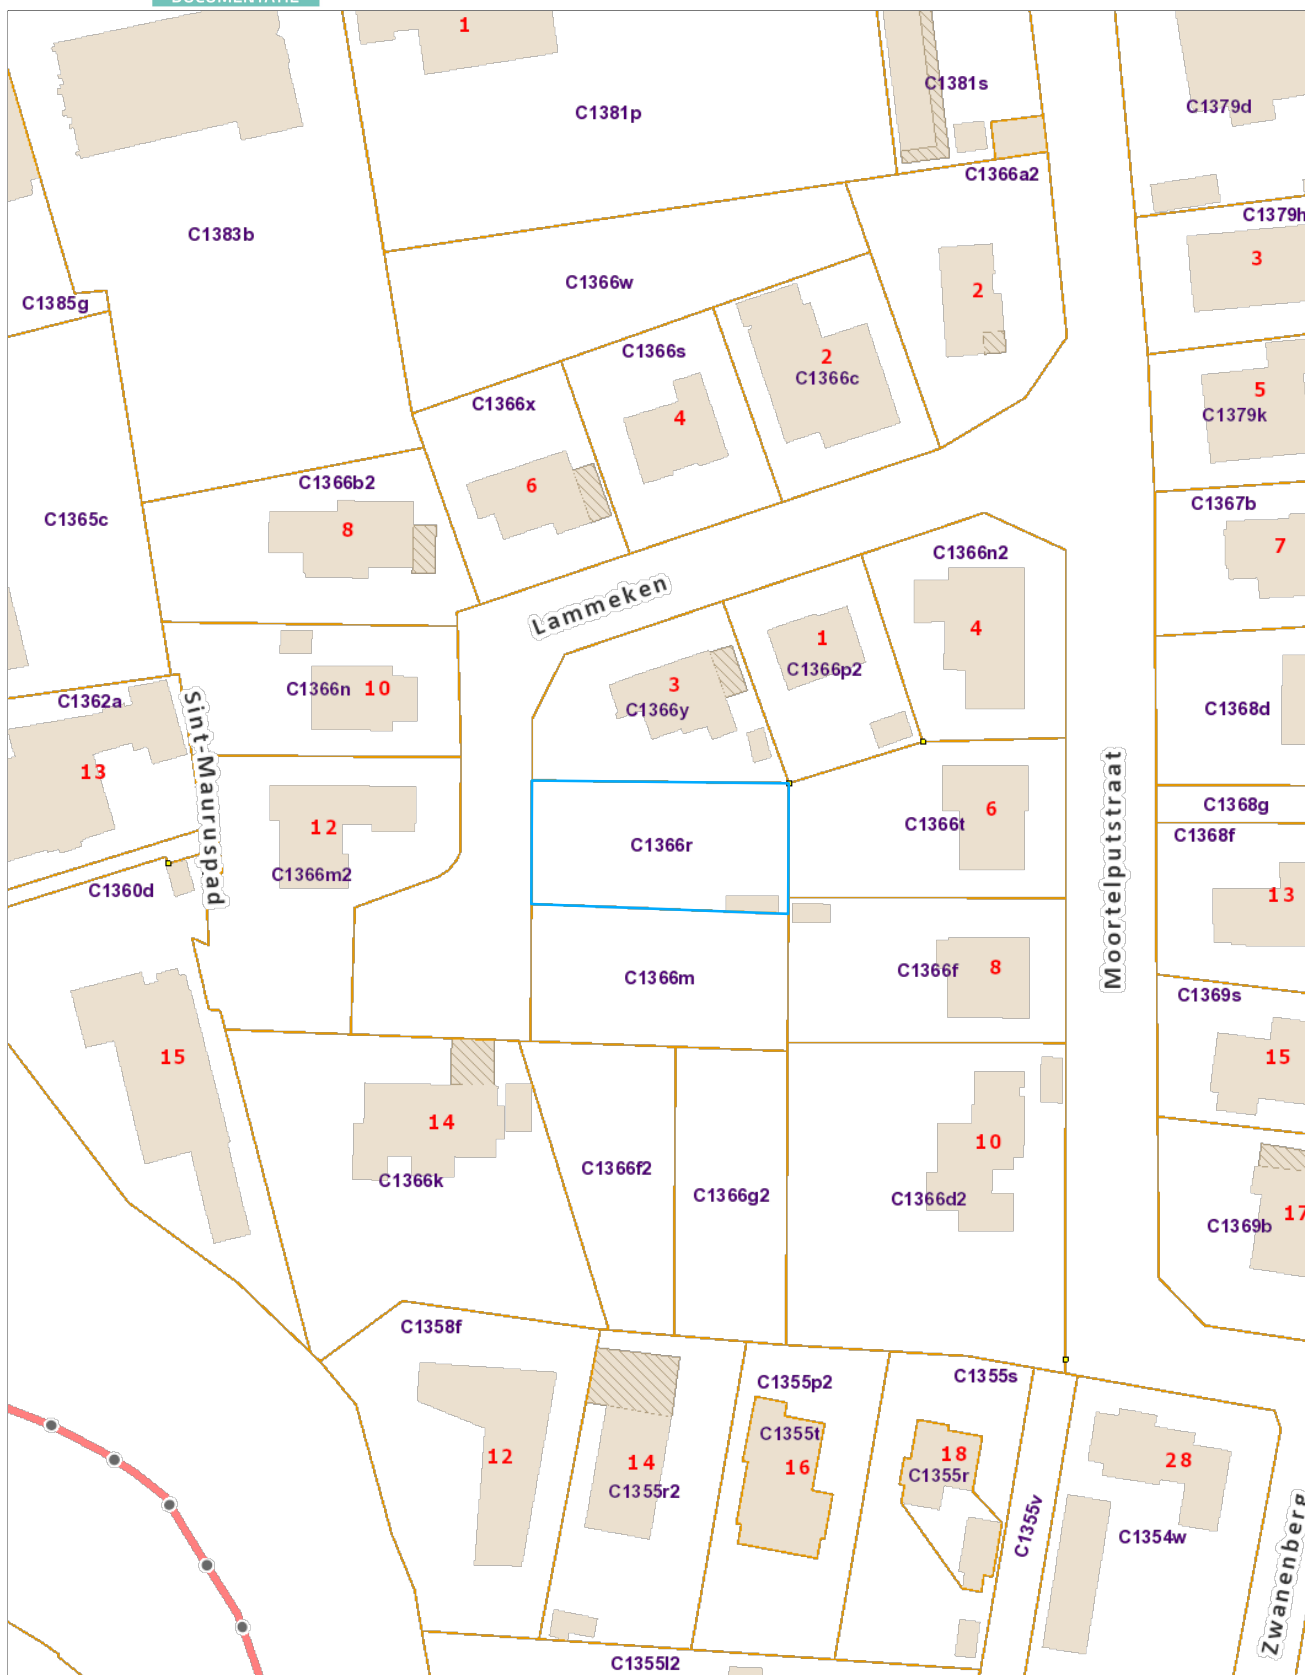 DOCUMENTATIE
1
C1381p
C1381s
C1379d
C1366a2
C1379h
C1383b
3
C1385g
C1366w
2
C1366s
2
C1366c
5
C1379k
C1366x
4
C1366b2
6
C1367b
C1365c
8
7
C1366n2
Lammeken
4
1
C1366p2
C1366n
10
3
C1366y
C1362a
Sint-Mauruspad
C1368d
13
Moortelputstraat
C1368g
6
C1366t
12
C1366r
C1368f
C1366m2
C1360d
13
C1366m
C1366f
8
C1369s
15
15
14
10
C1366k
C1366f2
C1366g2
C1366d2
C1369b
17
C1358f
C1355p2
C1355s
C1355t
12
14
16
18
C1355r
28
C1355r2
C1355v
C1354w
Zwanenberg
C1355l2